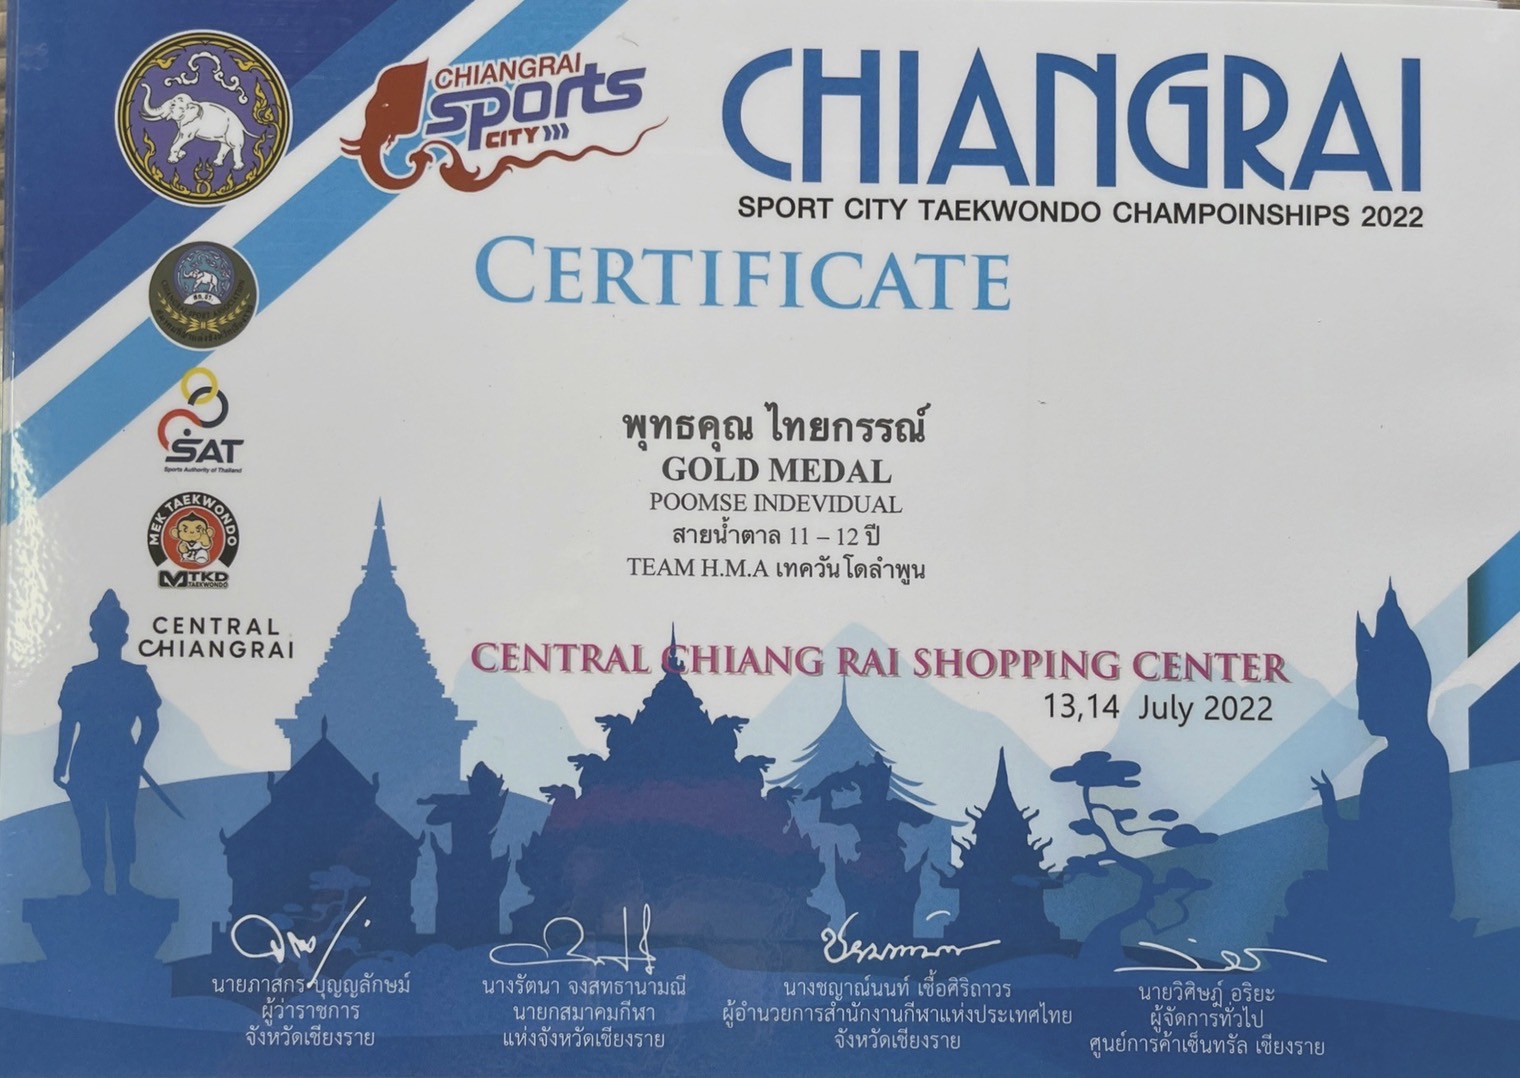 CHIANGRAI
SPORT CITY TAEKWONDO CHAMPOINSHIPS 2022
CHIANGRAI
sports
CITY
CERTIFICATE
SAT
Sports Authority of Thailand
MEK TAEKWONDO
MTKD
TAEKWONDO
CENTRAL
CHIANGRAI
พุทธคุณ ไทยกรรณ์
GOLD MEDAL
POOMSE INDEVIDUAL
สายน้ำตาล 11 – 12 ปี
TEAM H.M.A เทควันโดลำพูน
CENTRAL CHIANG RAI SHOPPING CENTER
13,14 July 2022
นายภาสกร บุญญลักษม์
ผู้ว่าราชการ
จังหวัดเชียงราย
นางรัตนา จงสุทธานามณี
นายกสมาคมกีฬา
แห่งจังหวัดเชียงราย
นางชญาณ์นนท์ เชื้อศิริถาวร
ผู้อำนวยการสำนักงานกีฬาแห่งประเทศไทย
จังหวัดเชียงราย
นายวิศิษฎ์ อริยะ
ผู้จัดการทั่วไป
ศูนย์การค้าเซ็นทรัล เชียงราย